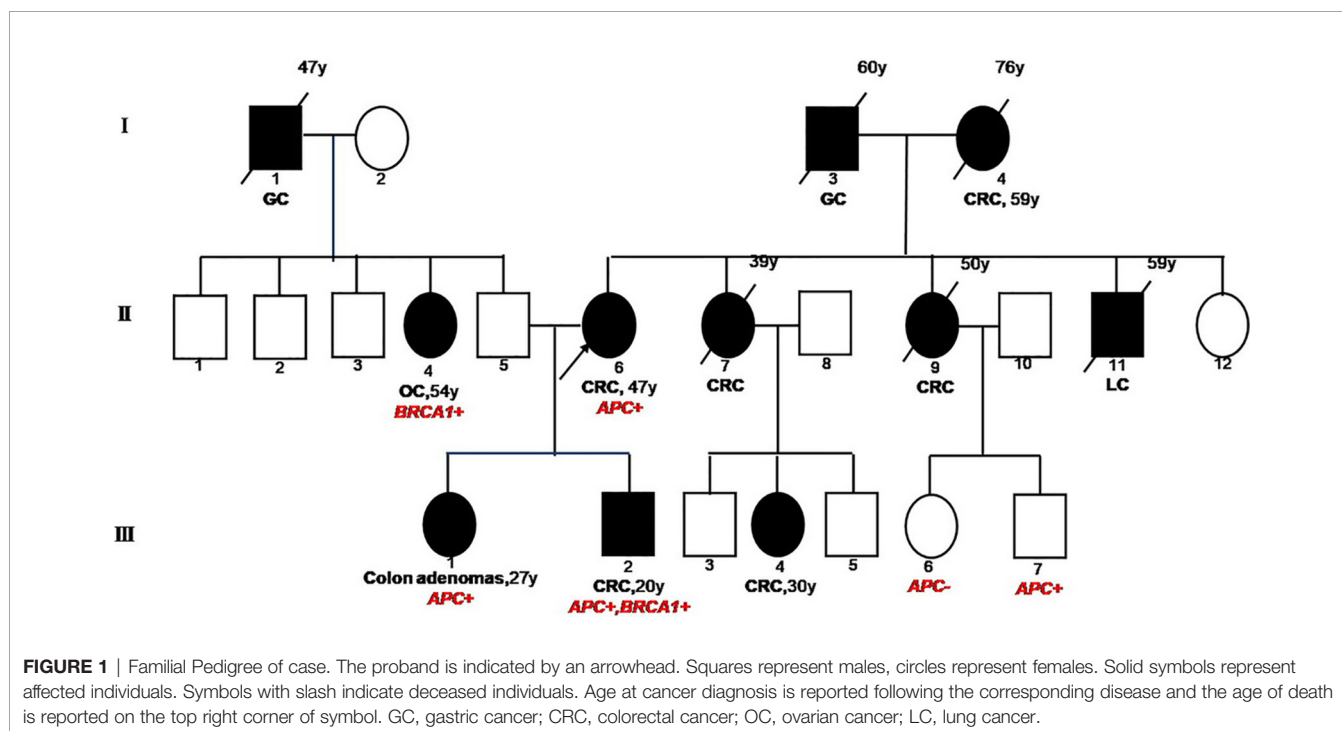 47y
60y
76y
I
1
2
3
4
GC
GC
CRC, 59y
39y
50y
59y
II
1
2
3
4
5
6
7
8
9
10
11
12
OC,54y
CRC, 47y
CRC
CRC
LC
BRCA1+
APC+
III
1
2
3
4
5
6
7
Colon adenomas,27y
CRC,20y
CRC,30y
APC-
APC+
APC+
APC+,BRCA1+
FIGURE 1 | Familial Pedigree of case. The proband is indicated by an arrowhead. Squares represent males, circles represent females. Solid symbols represent
affected individuals. Symbols with slash indicate deceased individuals. Age at cancer diagnosis is reported following the corresponding disease and the age of death
is reported on the top right corner of symbol. GC, gastric cancer; CRC, colorectal cancer; OC, ovarian cancer; LC, lung cancer.